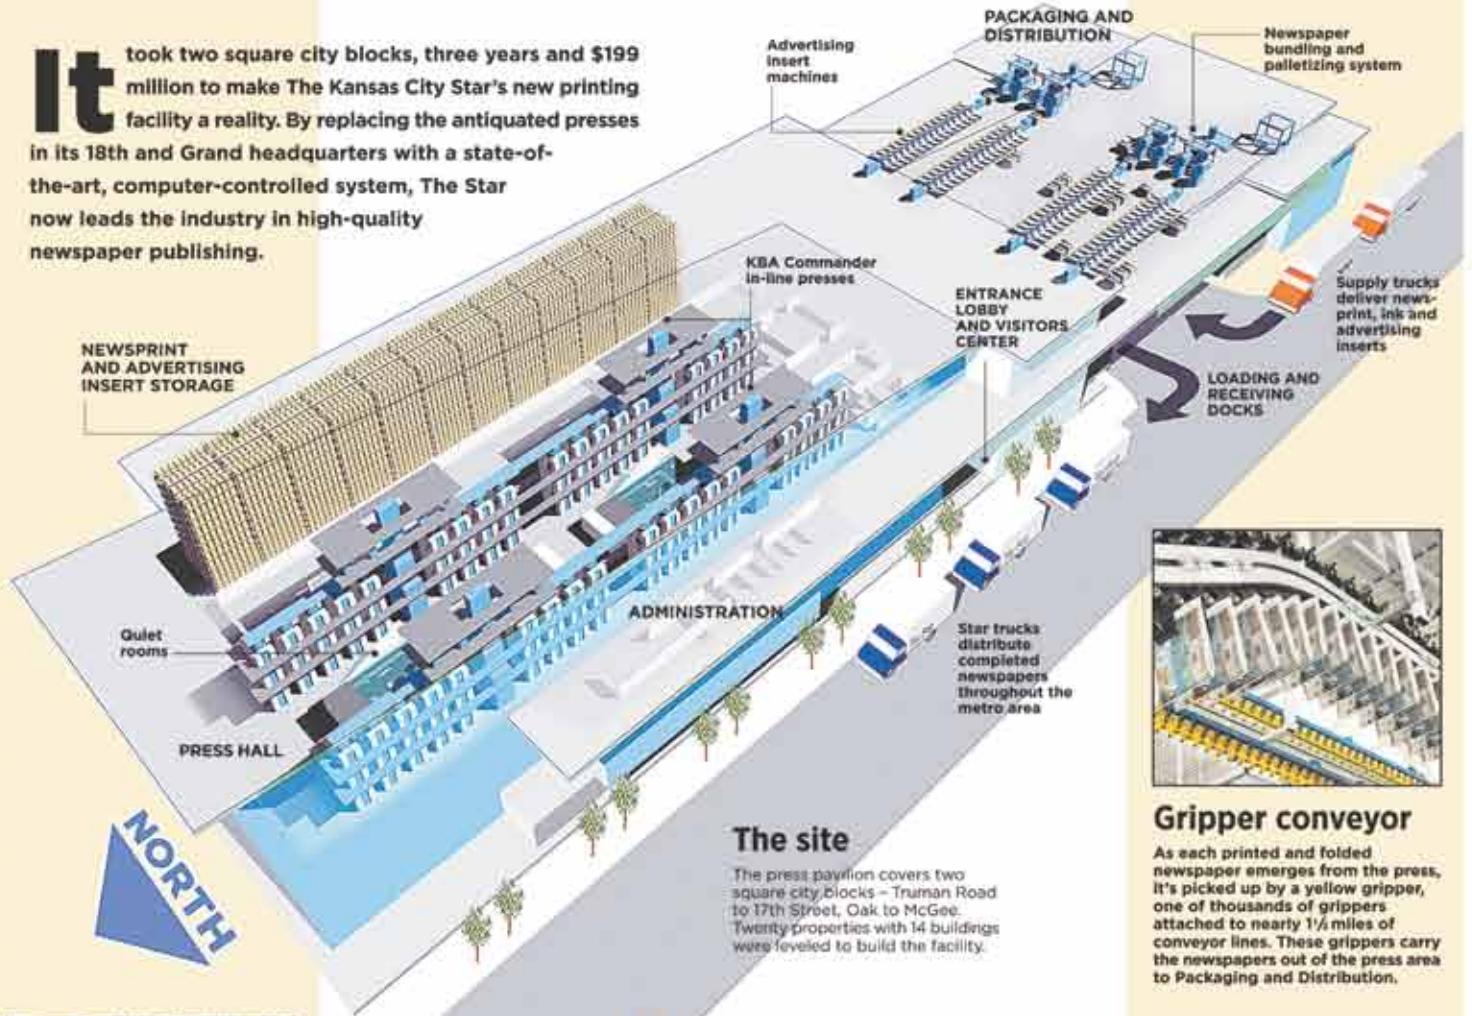 It took two square city blocks, three years and $199
million to make The Kansas City Star's new printing
facility a reality. By replacing the antiquated presses
in its 18th and Grand headquarters with a state-of-
the-art, computer-controlled system, The Star
now leads the industry in high-quality
newspaper publishing.
PACKAGING AND
DISTRIBUTION
Advertising
insert
machines
Newspaper
bundling and
palletizing system
KBA Commander
in-line presses
ENTRANCE
LOBBY
AND VISITORS
CENTER
Supply trucks
deliver news-
print, ink and
advertising
inserts
NEWSPRINT
AND ADVERTISING
INSERT STORAGE
LOADING AND
RECEIVING
DOCKS
Quiet
rooms
ADMINISTRATION
Star trucks
distribute
completed
newspapers
throughout the
metro area
PRESS HALL
NORTH
The site
The press pavilion covers two
square city blocks – Truman Road
to 17th Street, Oak to McGee.
Twenty properties with 14 buildings
were leveled to build the facility.
Gripper conveyor
As each printed and folded
newspaper emerges from the press,
it's picked up by a yellow gripper,
one of thousands of grippers
attached to nearly 1½ miles of
conveyor lines. These grippers carry
the newspapers out of the press area
to Packaging and Distribution.